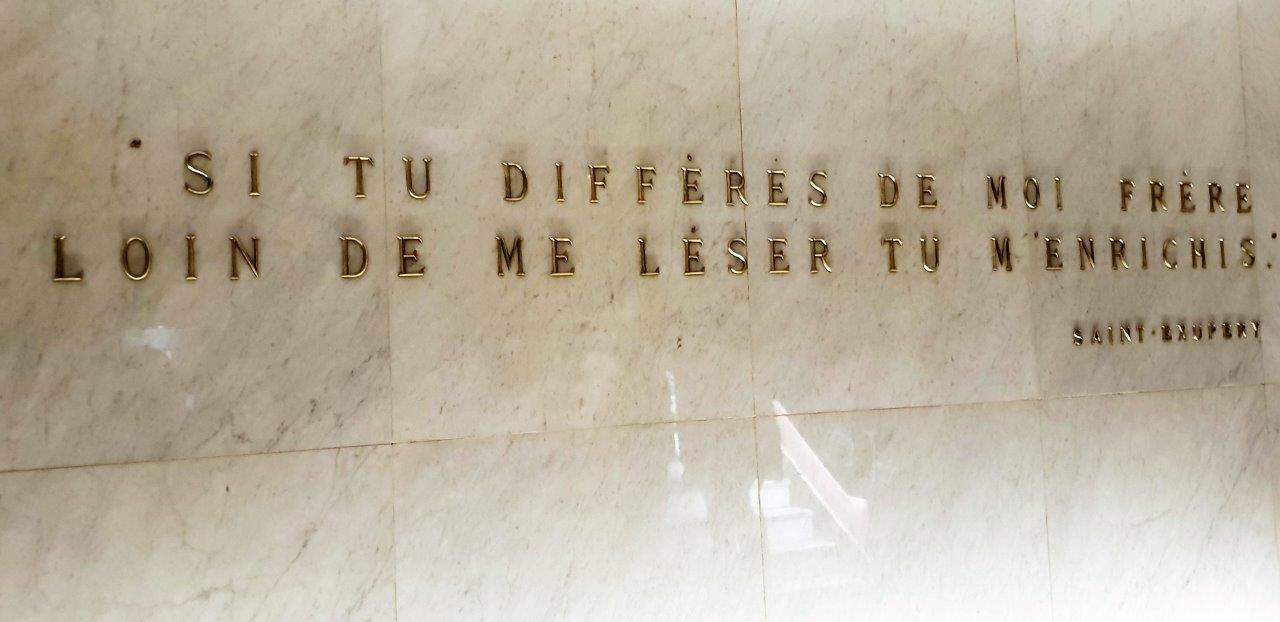 SI TU DIFFÈRES DE MOI FRÈRE
LOIN DE ME LÉSER TU M'ENRICHIS.
SAINT-EXUPERY